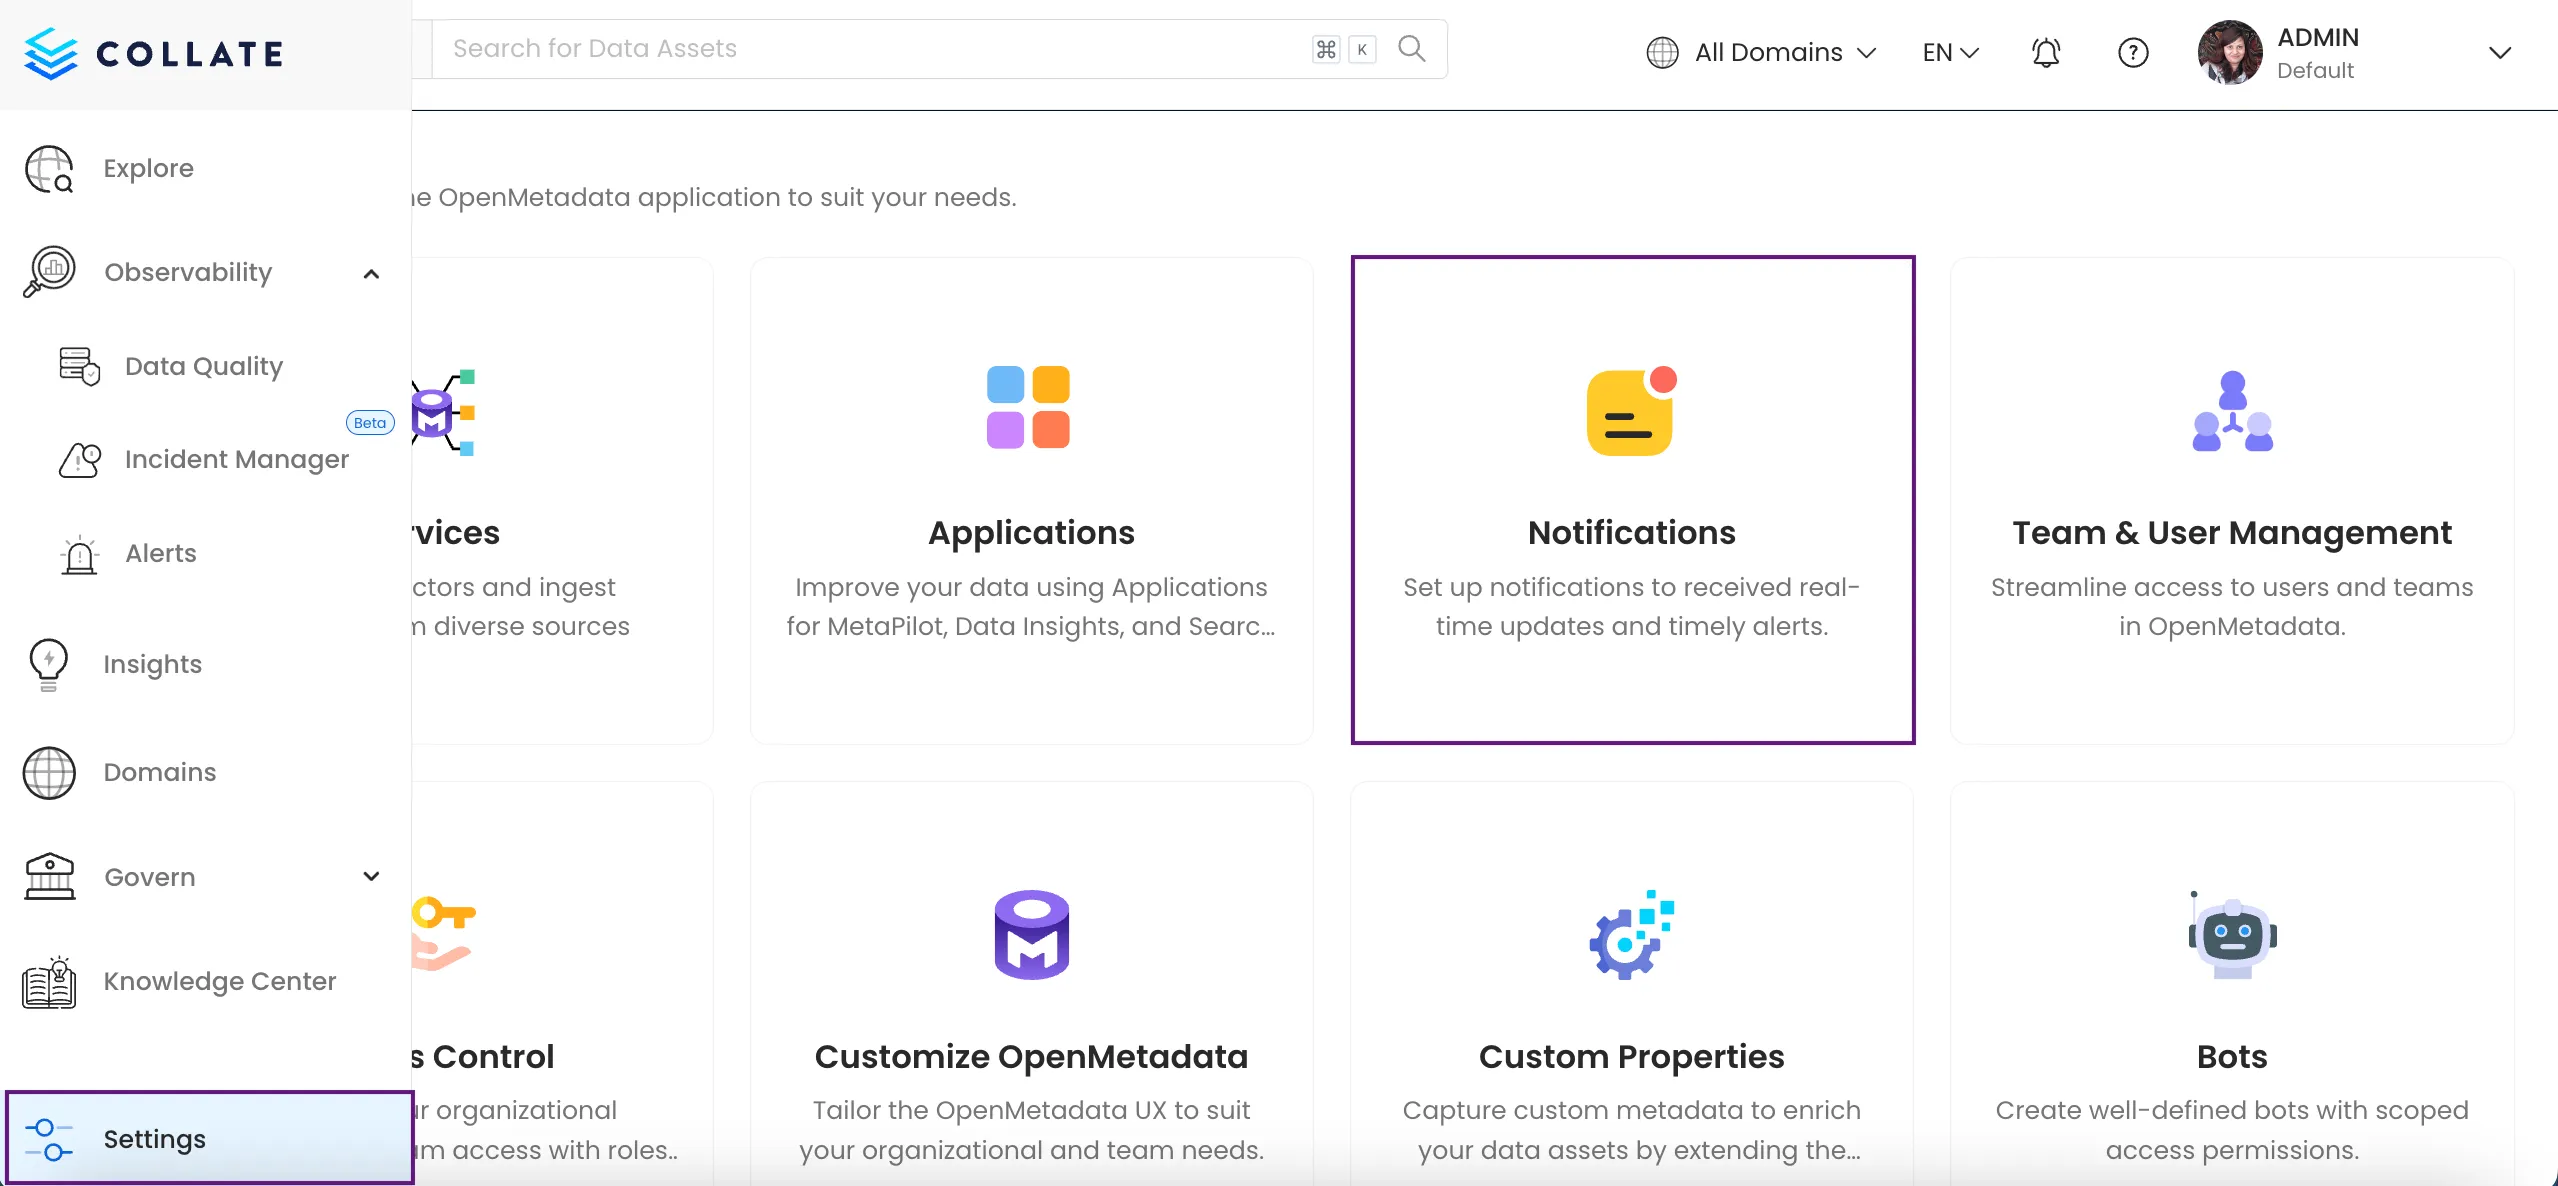 COLLATE
Search for Data Assets
⌘ K
All Domains
EN
ADMIN
Default
Explore
Observability
Data Quality
Beta
Incident Manager
Alerts
Insights
Domains
Govern
Knowledge Center
Settings
OpenMetadata application to suit your needs.
and ingest
diverse sources
Applications
Improve your data using Applications
for MetaPilot, Data Insights, and Searc...
Notifications
Set up notifications to received real-
time updates and timely alerts.
Team & User Management
Streamline access to users and teams
in OpenMetadata.
Control
organizational
access with roles..
Customize OpenMetadata
Tailor the OpenMetadata UX to suit
your organizational and team needs.
Custom Properties
Capture custom metadata to enrich
your data assets by extending the...
Bots
Create well-defined bots with scoped
access permissions.